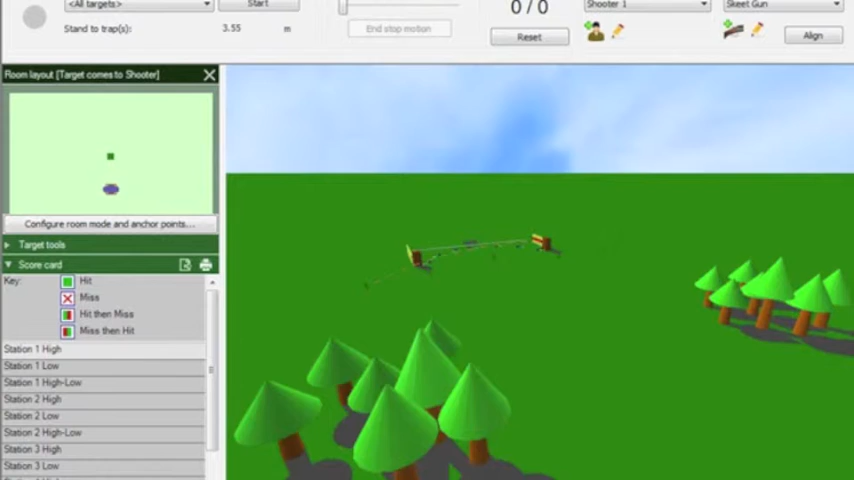 <All targets>
Start
0 / 0
Shooter 1
Skeet Gun
Stand to trap(s): 3.55 m
End stop motion
Reset
Align
Room layout [Target comes to Shooter]
Configure room mode and anchor points...
Target tools
Score card
Key: Hit
Miss
Hit then Miss
Miss then Hit
Station 1 High
Station 1 Low
Station 1 High-Low
Station 2 High
Station 2 Low
Station 2 High-Low
Station 3 High
Station 3 Low